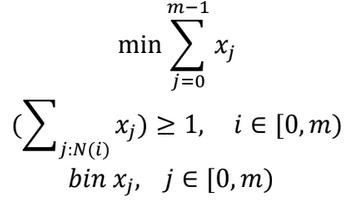 min ∑_{j=0}^{m−1} x_j
(∑_{j:N(i)} x_j) ≥ 1, i ∈ [0, m)
bin x_j, j ∈ [0, m)